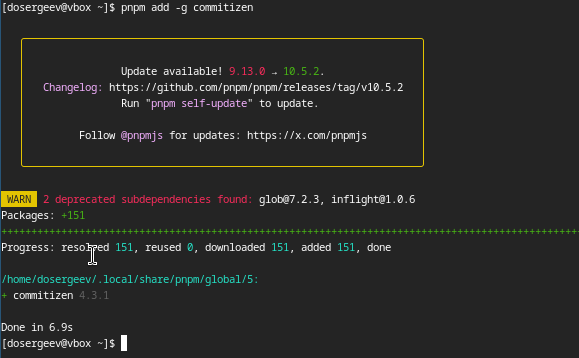 [dosergeev@vbox ~]$ pnpm add -g commitizen
Update available! 9.13.0 → 10.5.2.
Changelog: https://github.com/pnpm/pnpm/releases/tag/v10.5.2
Run "pnpm self-update" to update.
Follow @pnpmjs for updates: https://x.com/pnpmjs
WARN 2 deprecated subdependencies found: glob@7.2.3, inflight@1.0.6
Packages: +151
++++++++++++++++++++++++++++++++++++++++++++++++++++++++++++++++++++++++++++++++++++++++++++++++
Progress: resolved 151, reused 0, downloaded 151, added 151, done
/home/dosergeev/.local/share/pnpm/global/5:
+ commitizen 4.3.1
Done in 6.9s
[dosergeev@vbox ~]$